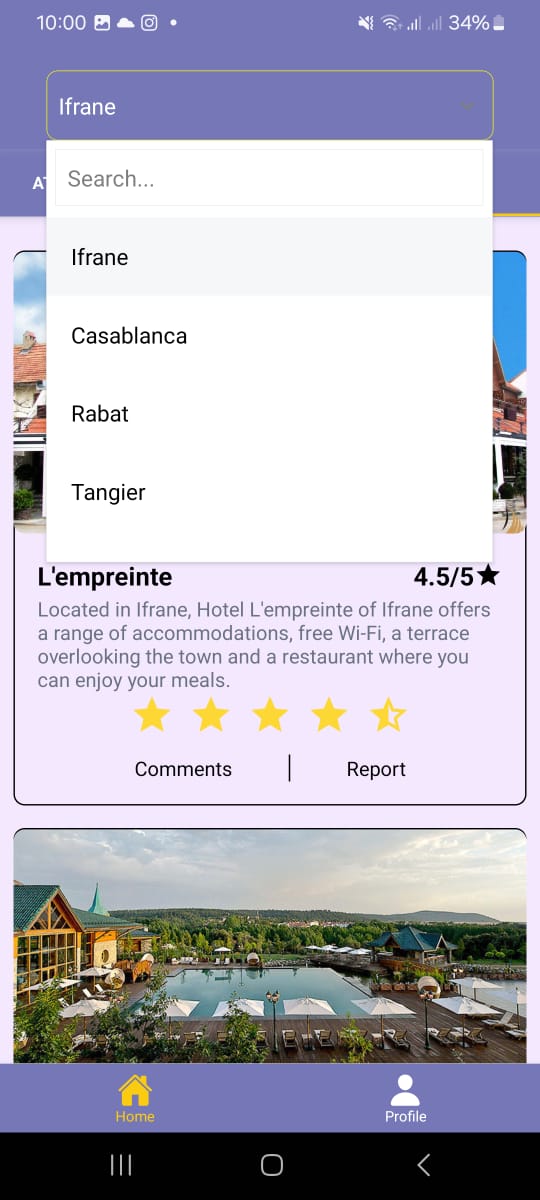 10:00
34%
Ifrane
Search...
Ifrane
Casablanca
Rabat
Tangier
L'empreinte
4.5/5
Located in Ifrane, Hotel L'empreinte of Ifrane offers
a range of accommodations, free Wi-Fi, a terrace
overlooking the town and a restaurant where you
can enjoy your meals.
Comments
Report
Home
Profile